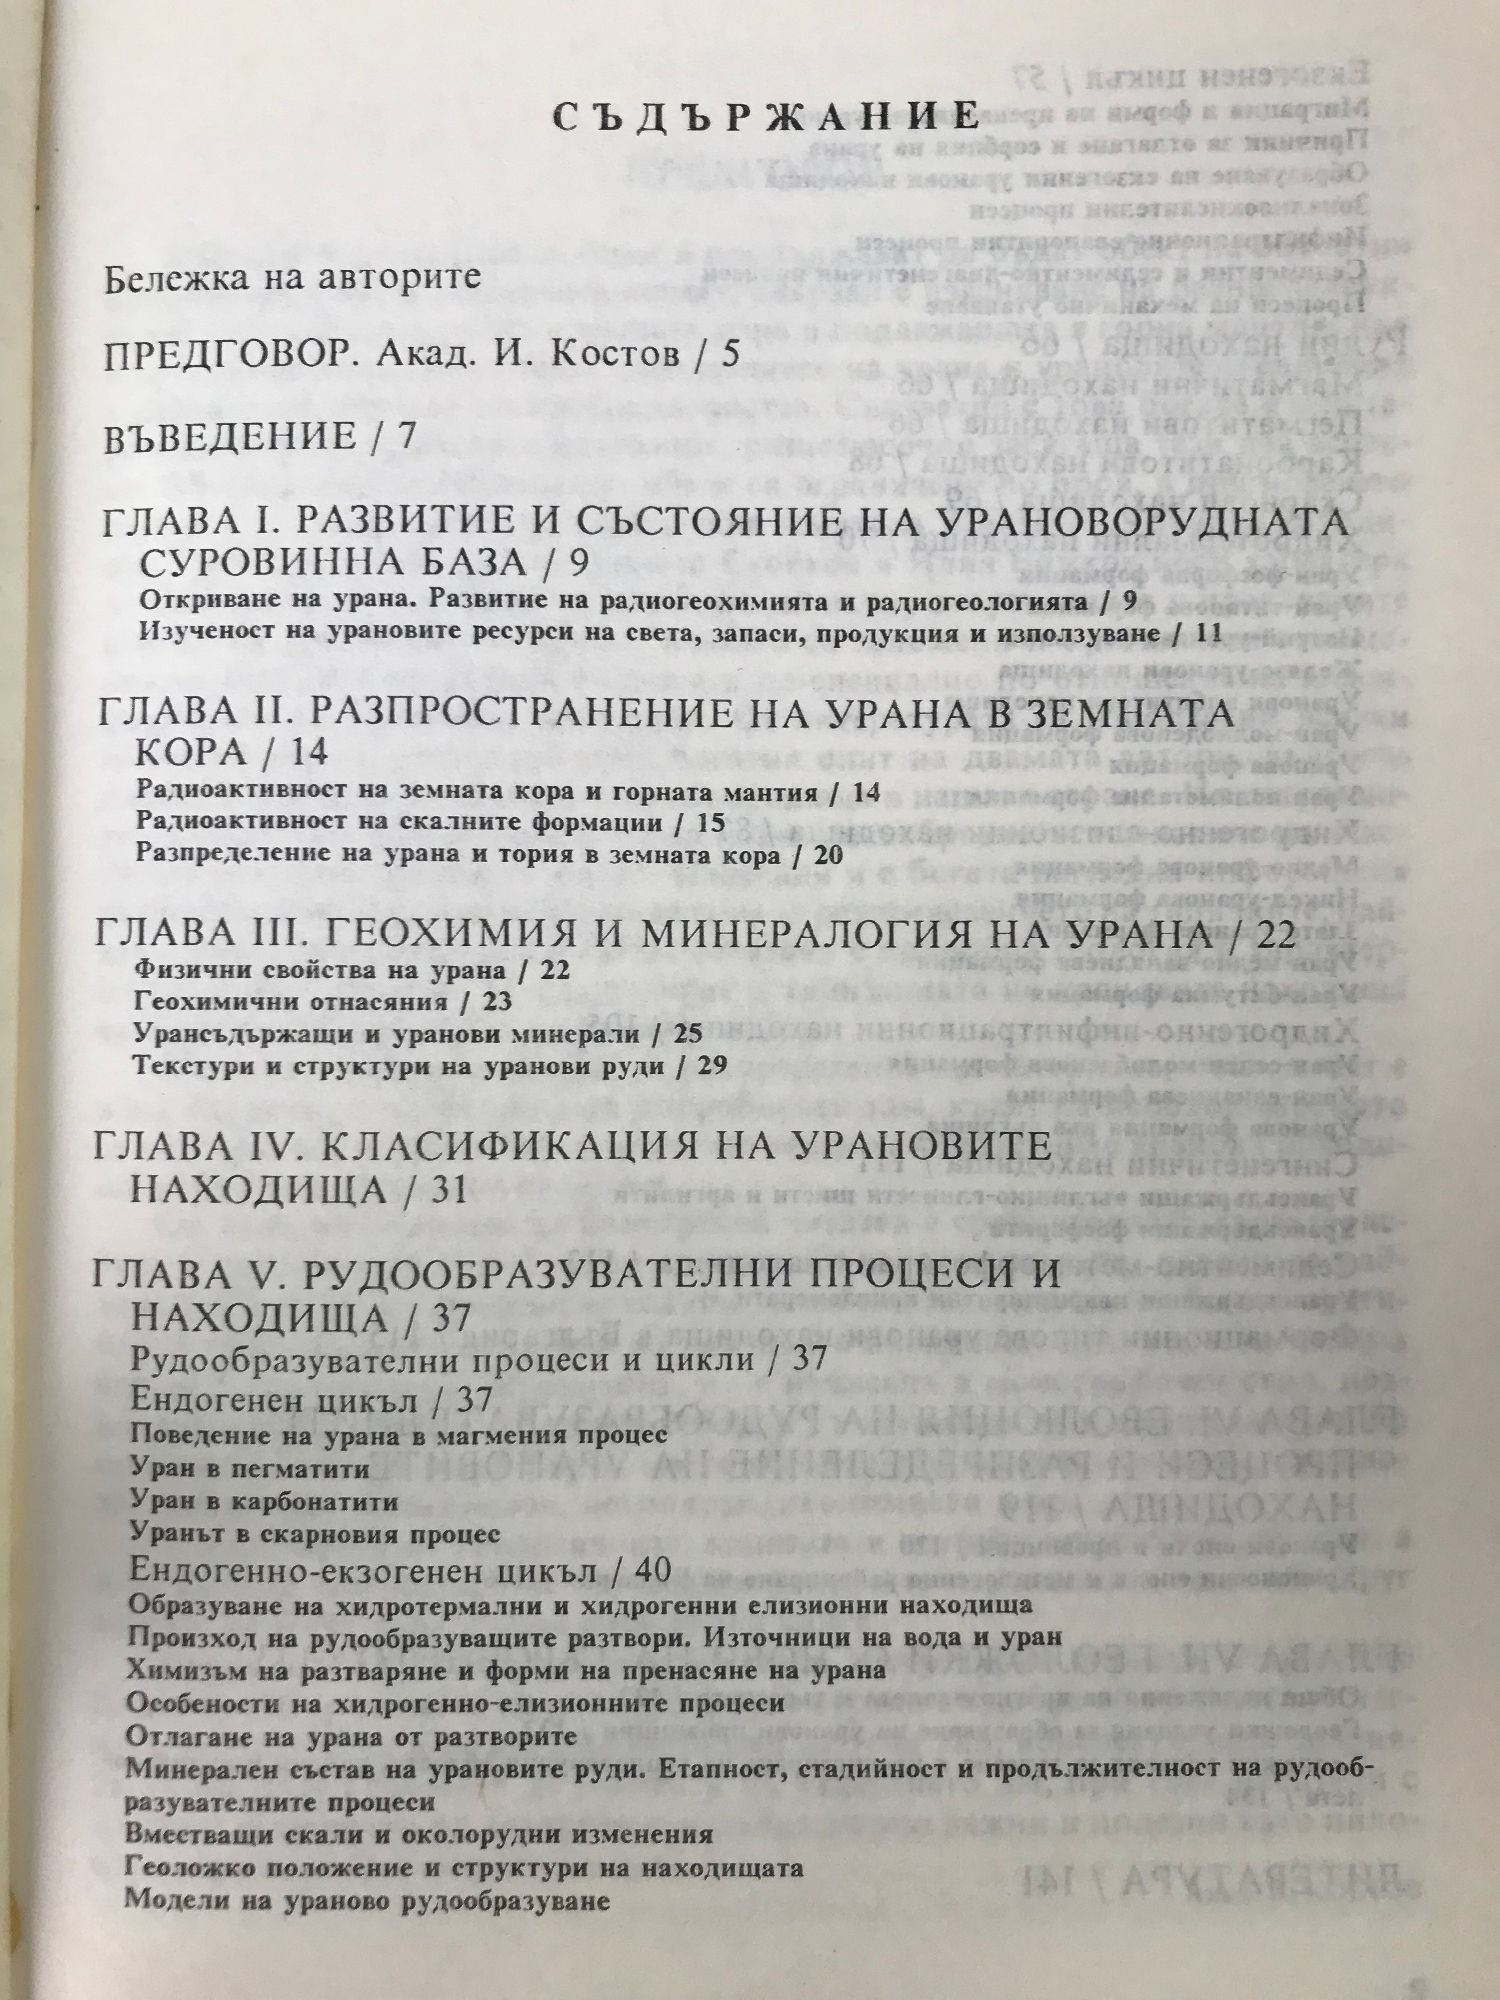 СЪДЪРЖАНИЕ
Бележка на авторите
ПРЕДГОВОР. Акад. И. Костов / 5
ВЪВЕДЕНИЕ / 7
ГЛАВА I. РАЗВИТИЕ И СЪСТОЯНИЕ НА УРАНОВОРУДНАТА
СУРОВИННА БАЗА / 9
Откриване на урана. Развитие на радиогеохимията и радиогеологията / 9
Изученост на урановите ресурси на света, запаси, продукция и използуване / 11
ГЛАВА II. РАЗПРОСТРАНЕНИЕ НА УРАНА В ЗЕМНАТА
КОРА / 14
Радиоактивност на земната кора и горната мантия / 14
Радиоактивност на скалните формации / 15
Разпределение на урана и тория в земната кора / 20
ГЛАВА III. ГЕОХИМИЯ И МИНЕРАЛОГИЯ НА УРАНА / 22
Физични свойства на урана / 22
Геохимични отнасяния / 23
Урансъдържащи и уранови минерали / 25
Текстури и структури на уранови руди / 29
ГЛАВА IV. КЛАСИФИКАЦИЯ НА УРАНОВИТЕ
НАХОДИЩА / 31
ГЛАВА V. РУДООБРАЗУВАТЕЛНИ ПРОЦЕСИ И
НАХОДИЩА / 37
Рудообразувателни процеси и цикли / 37
Ендогенен цикъл / 37
Поведение на урана в магмения процес
Уран в пегматити
Уран в карбонатити
Уранът в скарновия процес
Ендогенно-екзогенен цикъл / 40
Образуване на хидротермални и хидрогенни елизионни находища
Произход на рудообразуващите разтвори. Източници на вода и уран
Химизъм на разтваряне и форми на пренасяне на урана
Особености на хидрогенно-елизионните процеси
Отлагане на урана от разтворите
Минерален състав на урановите руди. Етапност, стадийност и продължителност на рудооб-
разувателните процеси
Вместващи скали и околорудни изменения
Геоложко положение и структури на находищата
Модели на ураново рудообразуване